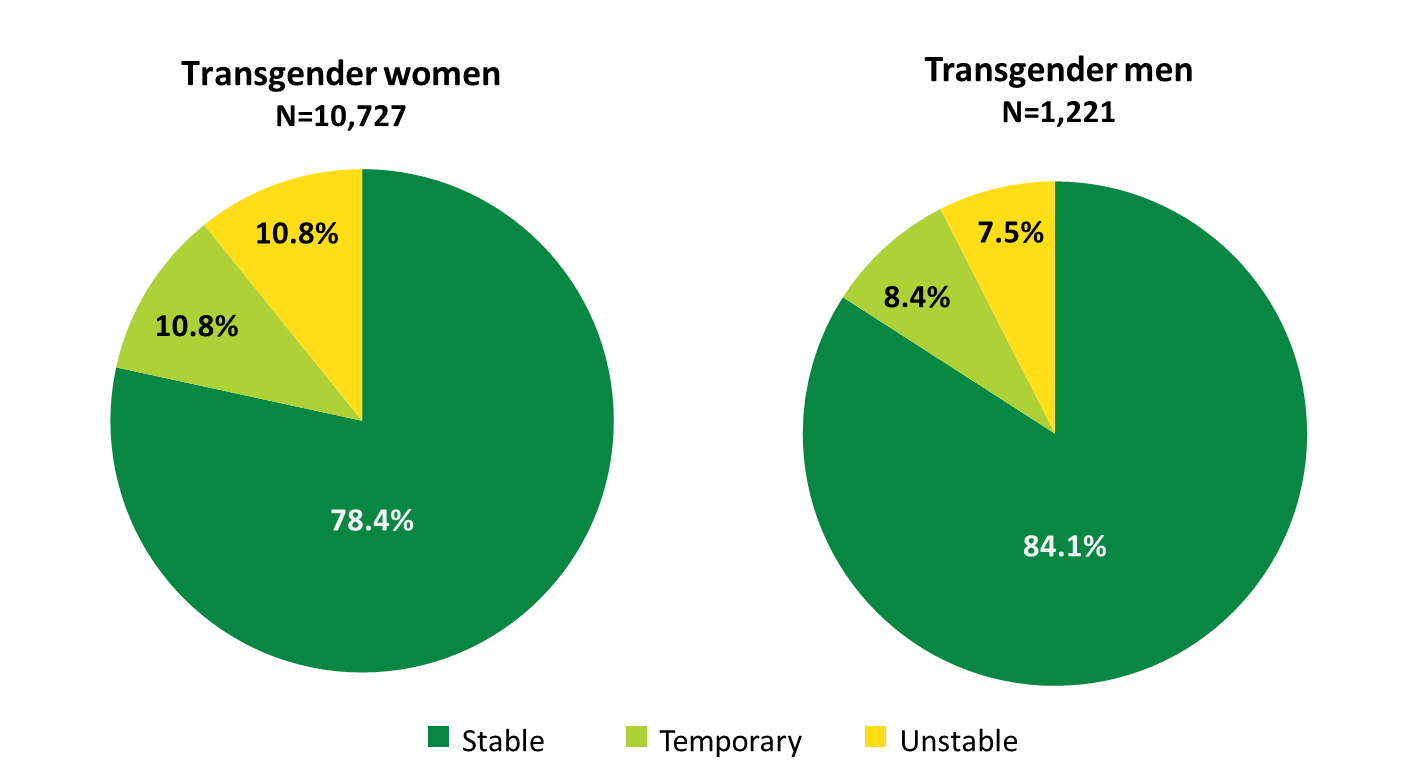 Transgender women
N=10,727
Transgender men
N=1,221
10.8%
10.8%
78.4%
7.5%
8.4%
84.1%
Stable
Temporary
Unstable